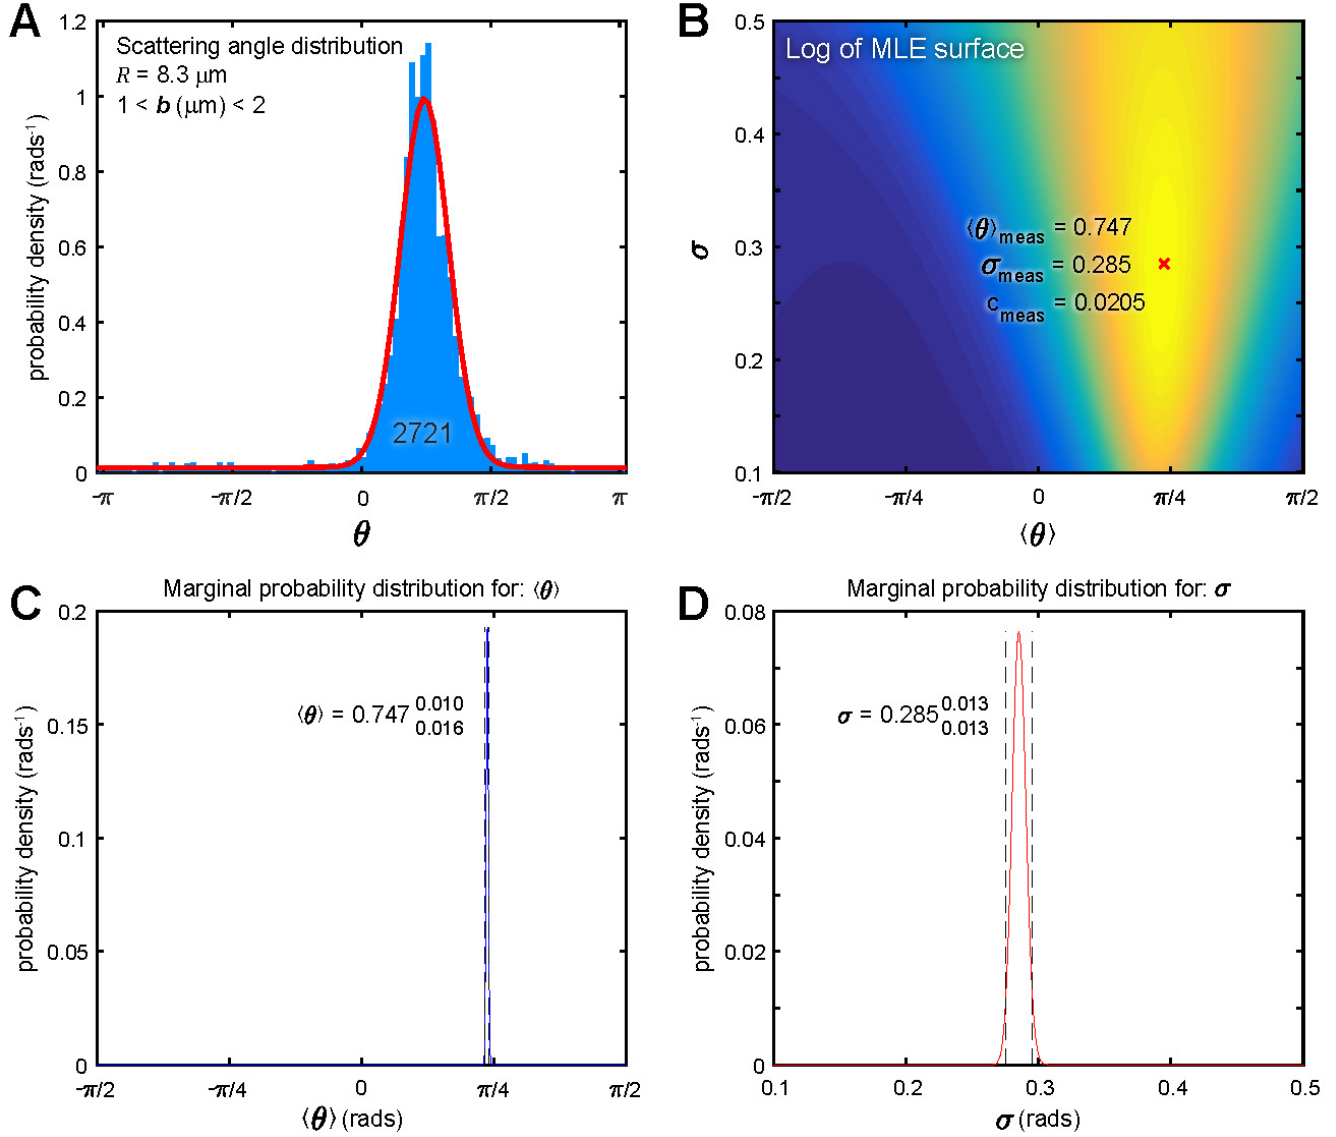 A
1.2
1
0.8
0.6
0.4
0.2
0
probability density (rads⁻¹)
Scattering angle distribution
R = 8.3 μm
1 < b (μm) < 2
2721
-π
-π/2
0
π/2
π
θ
B
0.5
0.4
0.3
0.2
0.1
σ
Log of MLE surface
⟨θ⟩meas = 0.747
σmeas = 0.285
cmeas = 0.0205
-π/2
-π/4
0
π/4
π/2
⟨θ⟩
C
Marginal probability distribution for: ⟨θ⟩
0.2
0.15
0.1
0.05
0
probability density (rads⁻¹)
⟨θ⟩ = 0.747 0.010
0.016
-π/2
-π/4
0
π/4
π/2
⟨θ⟩ (rads)
D
Marginal probability distribution for: σ
0.08
0.06
0.04
0.02
0
probability density (rads⁻¹)
σ = 0.285 0.013
0.013
0.1
0.2
0.3
0.4
0.5
σ (rads)